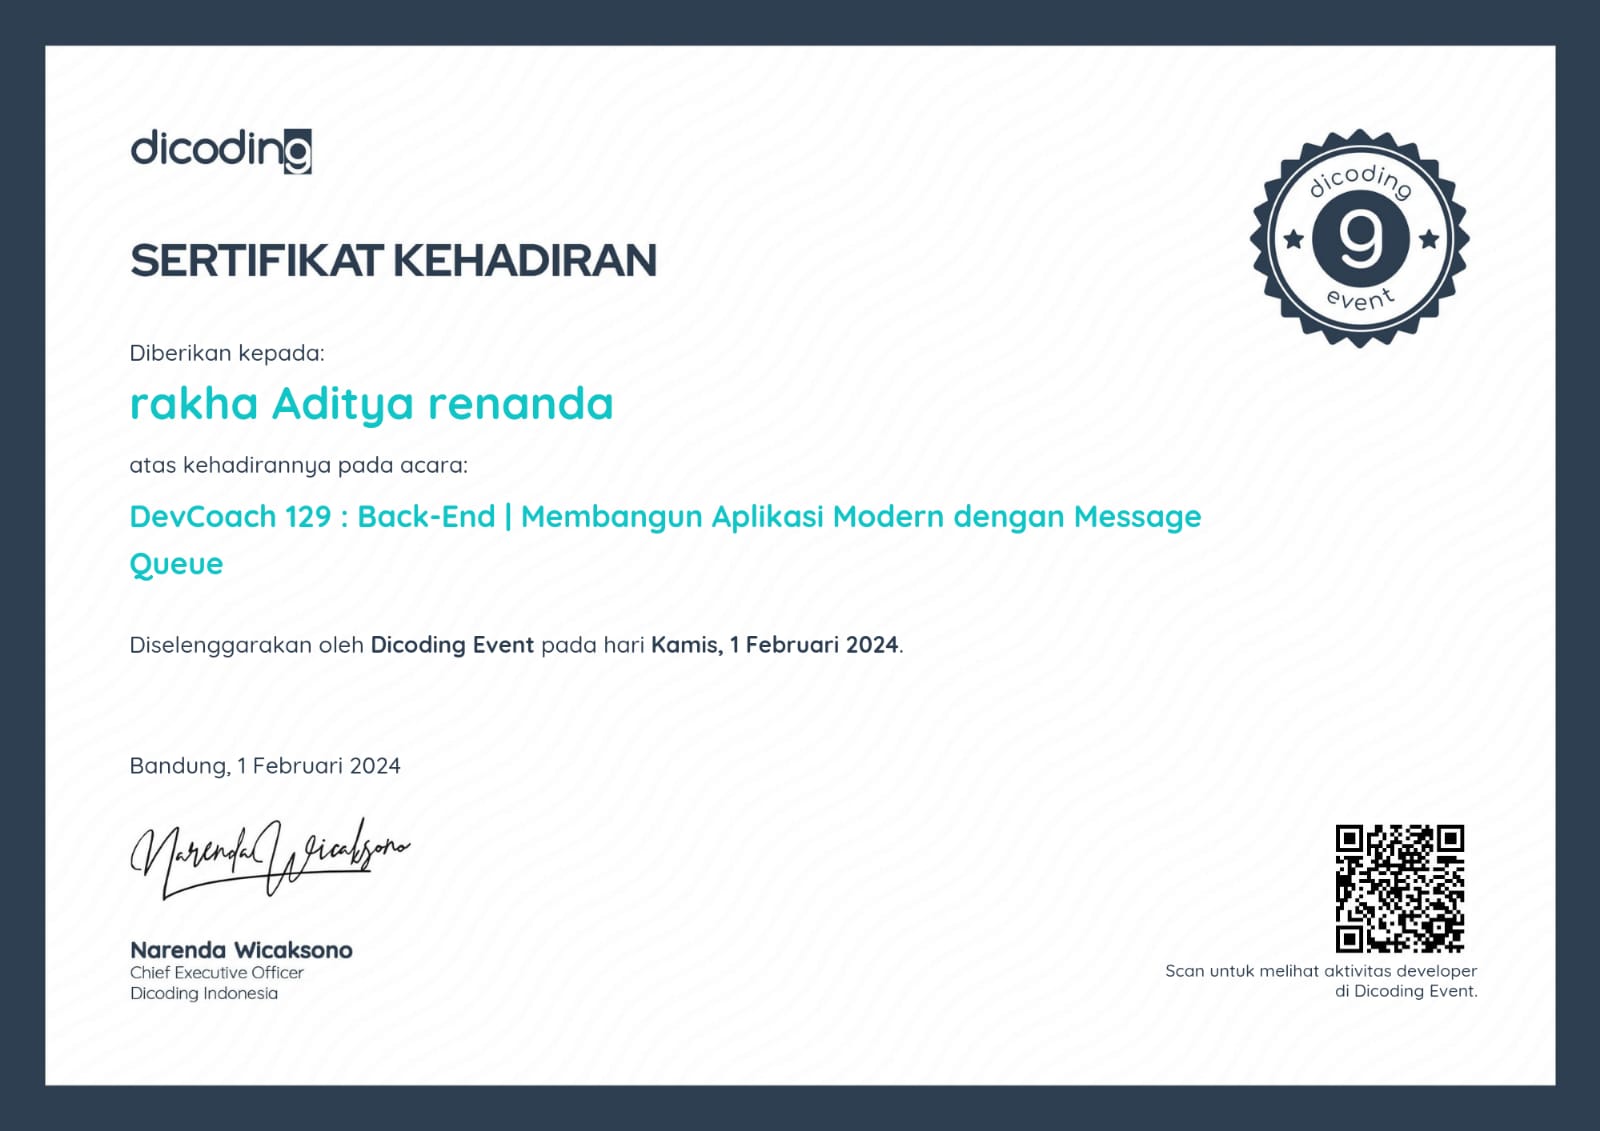 dicoding
SERTIFIKAT KEHADIRAN
dicoding
g
event
Diberikan kepada:
rakha Aditya renanda
atas kehadirannya pada acara:
DevCoach 129 : Back-End | Membangun Aplikasi Modern dengan Message
Queue
Diselenggarakan oleh Dicoding Event pada hari Kamis, 1 Februari 2024.
Bandung, 1 Februari 2024
Narenda Wicaksono
Narenda Wicaksono
Chief Executive Officer
Dicoding Indonesia
Scan untuk melihat aktivitas developer
di Dicoding Event.